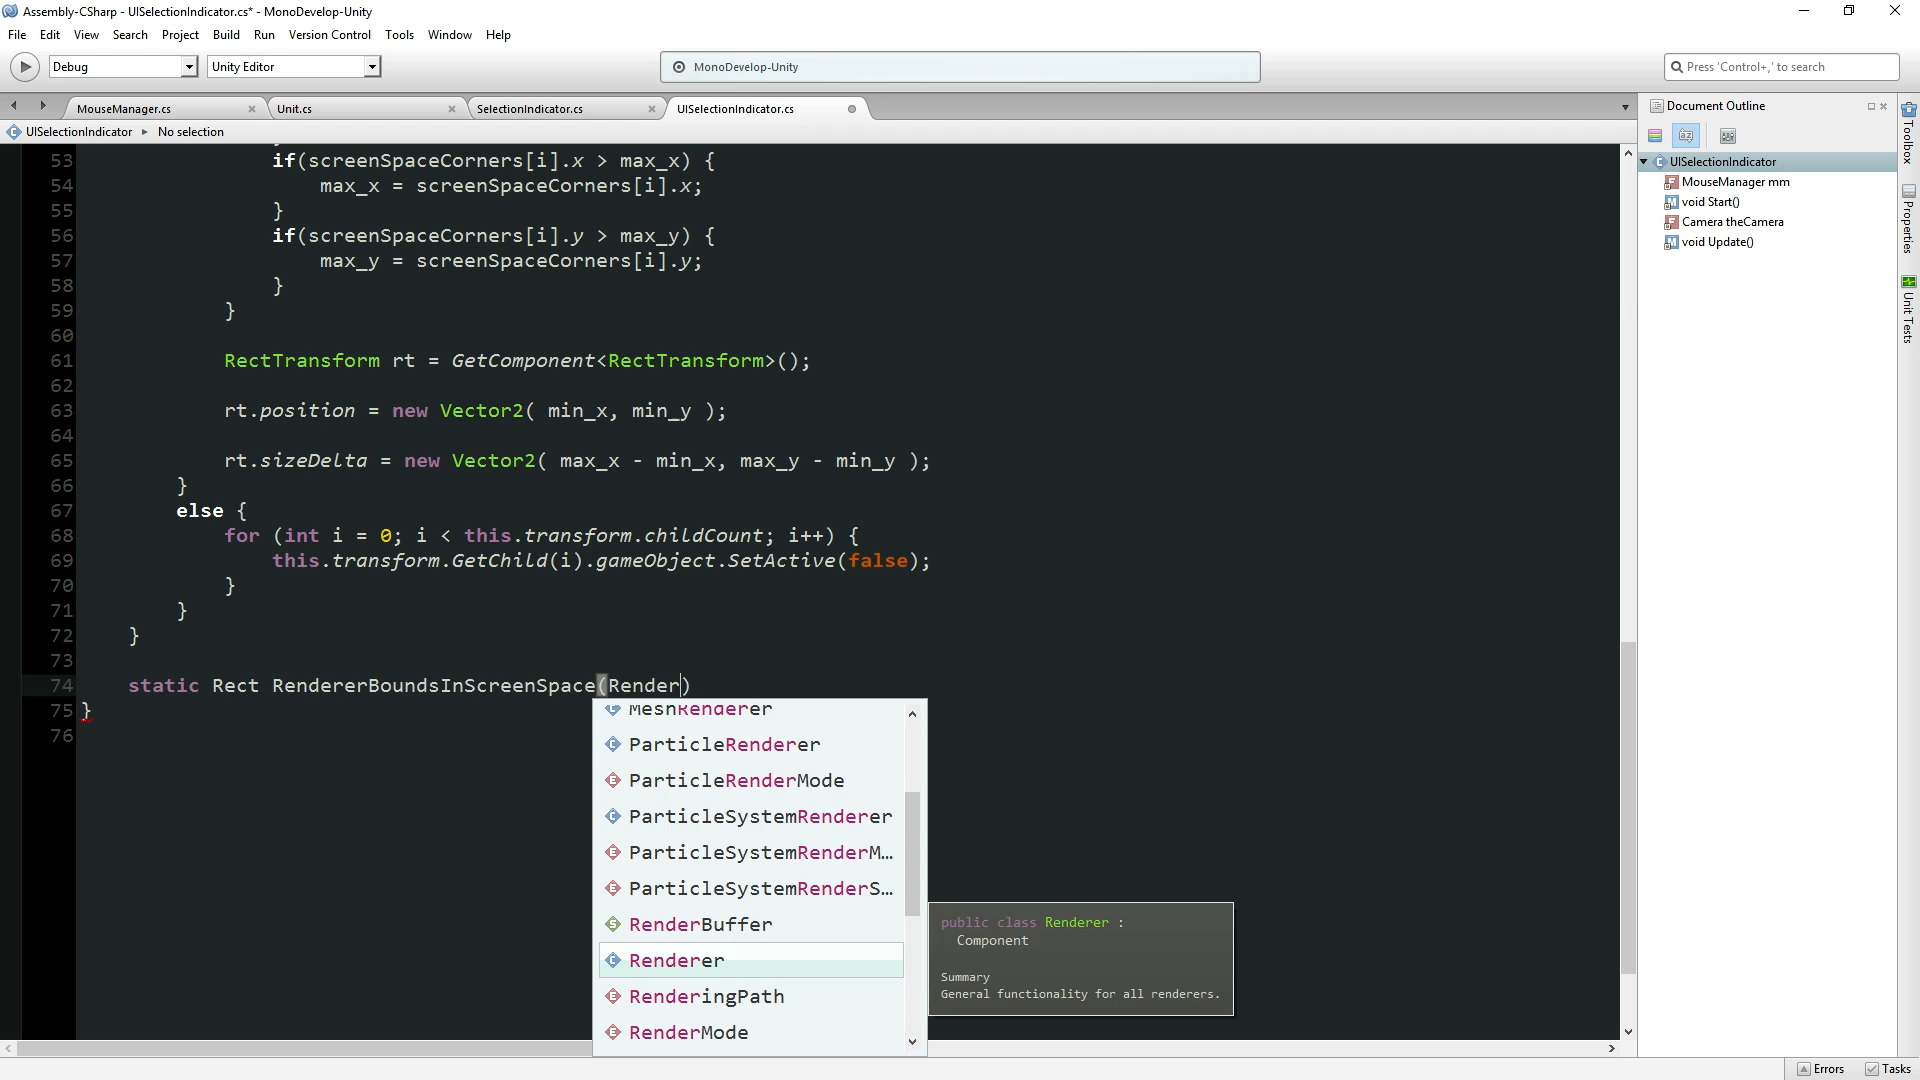 Assembly-CSharp - UISelectionIndicator.cs* - MonoDevelop-Unity
File Edit View Search Project Build Run Version Control Tools Window Help
Debug
Unity Editor
MonoDevelop-Unity
Press 'Control+,' to search
MouseManager.cs
Unit.cs
SelectionIndicator.cs
UISelectionIndicator.cs
UISelectionIndicator
No selection
53 if(screenSpaceCorners[i].x > max_x) {
54 max_x = screenSpaceCorners[i].x;
55 }
56 if(screenSpaceCorners[i].y > max_y) {
57 max_y = screenSpaceCorners[i].y;
58 }
59 }
60
61 RectTransform rt = GetComponent<RectTransform>();
62
63 rt.position = new Vector2( min_x, min_y );
64
65 rt.sizeDelta = new Vector2( max_x - min_x, max_y - min_y );
66 }
67 else {
68 for (int i = 0; i < this.transform.childCount; i++) {
69 this.transform.GetChild(i).gameObject.SetActive(false);
70 }
71 }
72 }
73
74 static Rect RendererBoundsInScreenSpace(Render)
75 }
76
MeshRenderer
ParticleRenderer
ParticleRenderMode
ParticleSystemRenderer
ParticleSystemRenderM...
ParticleSystemRenderS...
RenderBuffer
Renderer
RenderingPath
RenderMode
public class Renderer :
Component
Summary
General functionality for all renderers.
Document Outline
UISelectionIndicator
MouseManager mm
void Start()
Camera theCamera
void Update()
Toolbox
Properties
Unit Tests
Errors
Tasks